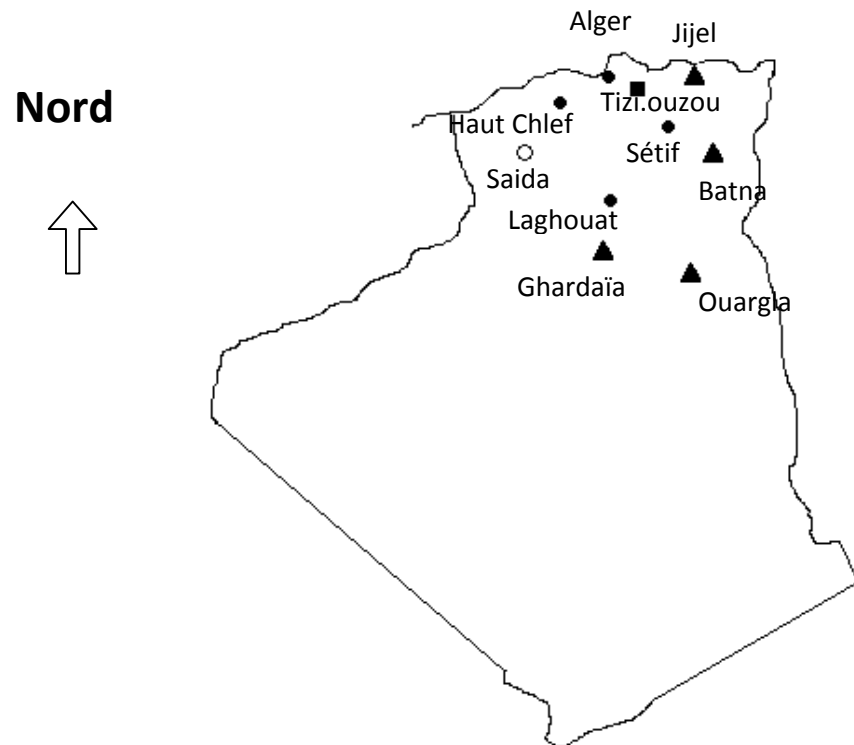 Alger
Jijel
Nord
Tizi.ouzou
Haut Chlef
Sétif
Saida
Batna
Laghouat
Ghardaïa
Ouargla